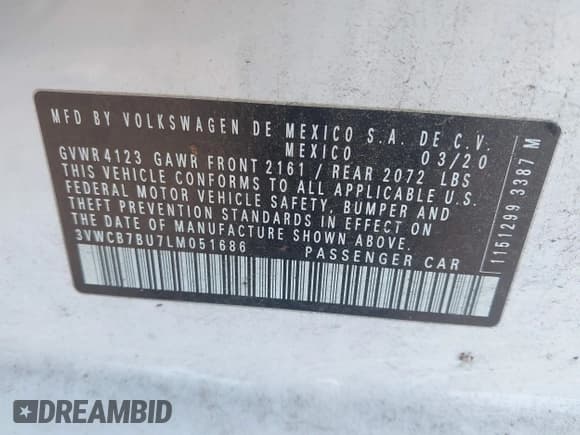 MFD BY VOLKSWAGEN DE MEXICO S.A. DE C.V.
MEXICO 03/20
GVWR 4123 GAWR FRONT 2161 / REAR 2072 LBS
THIS VEHICLE CONFORMS TO ALL APPLICABLE U.S.
FEDERAL MOTOR VEHICLE SAFETY, BUMPER AND
THEFT PREVENTION STANDARDS IN EFFECT ON
THE DATE OF MANUFACTURE SHOWN ABOVE.
3VWCB7BU7LM051686 PASSENGER CAR
1151299 3387 M
DREAMBID